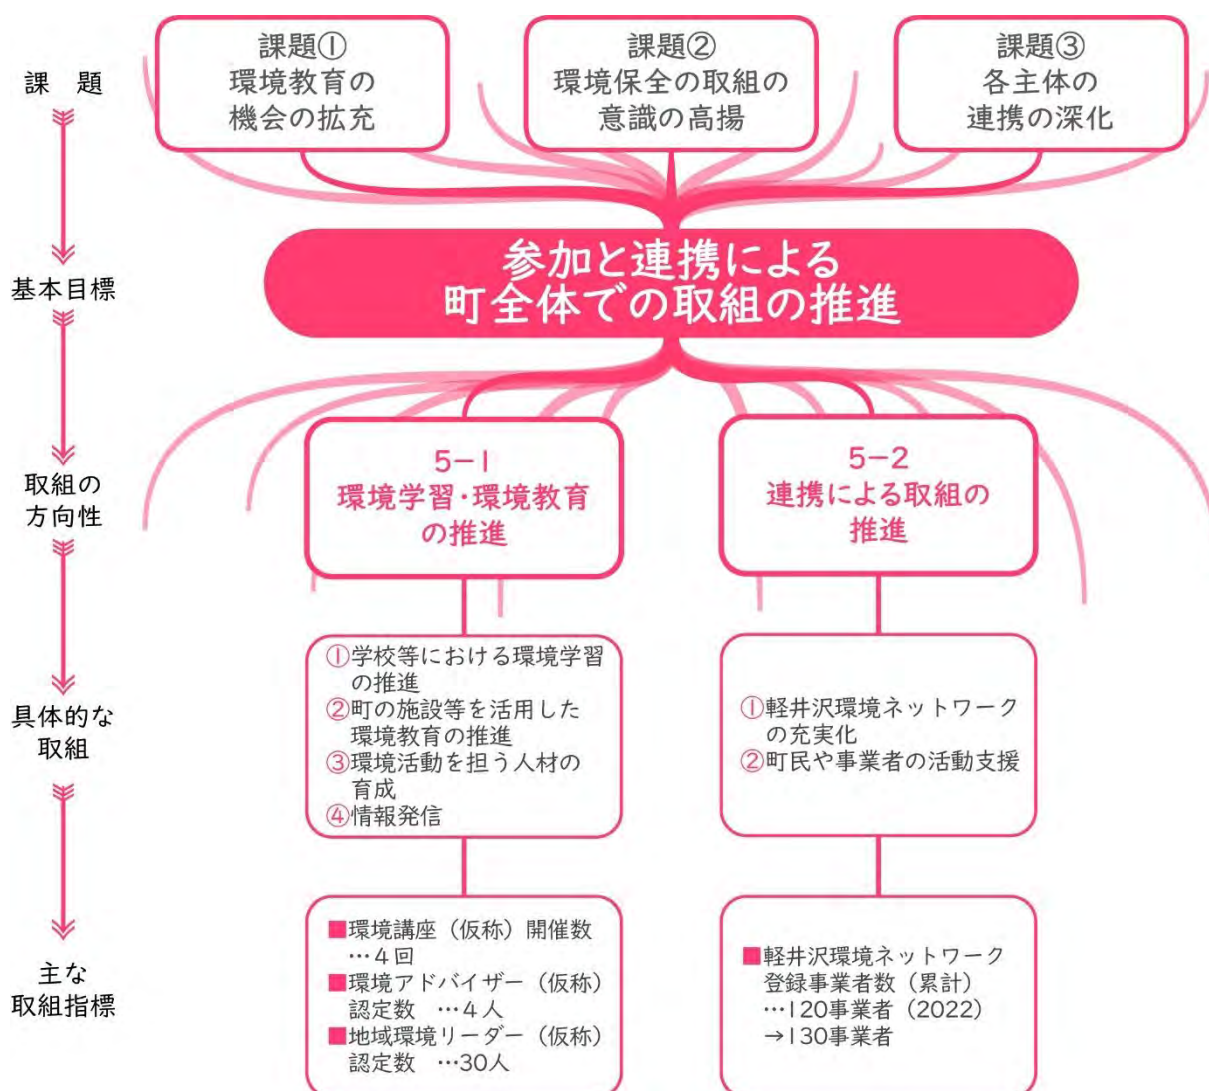 課題
課題①
環境教育の
機会の拡充
課題②
環境保全の取組の
意識の高揚
課題③
各主体の
連携の深化
基本目標
参加と連携による
町全体での取組の推進
取組の
方向性
5-1
環境学習・環境教育
の推進
5-2
連携による取組の
推進
具体的な
取組
①学校等における環境学習
の推進
②町の施設等を活用した
環境教育の推進
③環境活動を担う人材の
育成
④情報発信
①軽井沢環境ネットワーク
の充実化
②町民や事業者の活動支援
主な
取組指標
■環境講座（仮称）開催数
…4回
■環境アドバイザー（仮称）
認定数 …4人
■地域環境リーダー（仮称）
認定数 …30人
■軽井沢環境ネットワーク
登録事業者数（累計）
…120事業者（2022）
→130事業者